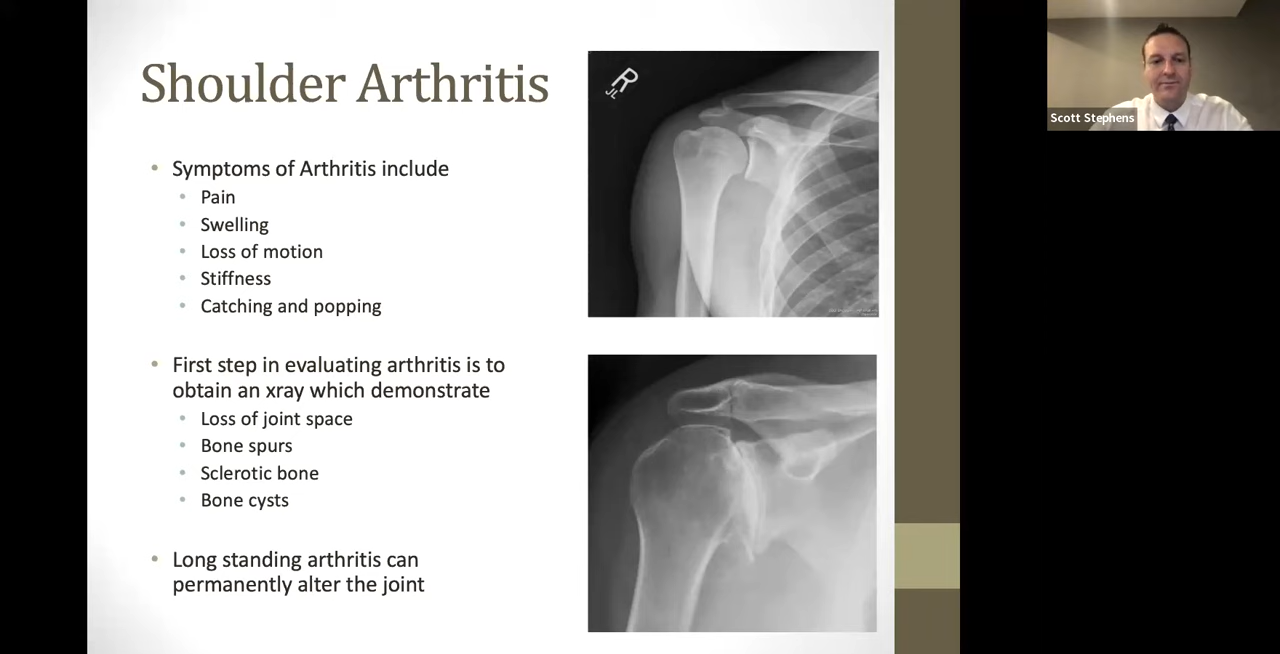 Shoulder Arthritis
Symptoms of Arthritis include
Pain
Swelling
Loss of motion
Stiffness
Catching and popping
First step in evaluating arthritis is to
obtain an xray which demonstrate
Loss of joint space
Bone spurs
Sclerotic bone
Bone cysts
Long standing arthritis can
permanently alter the joint
R
JL
Scott Stephens